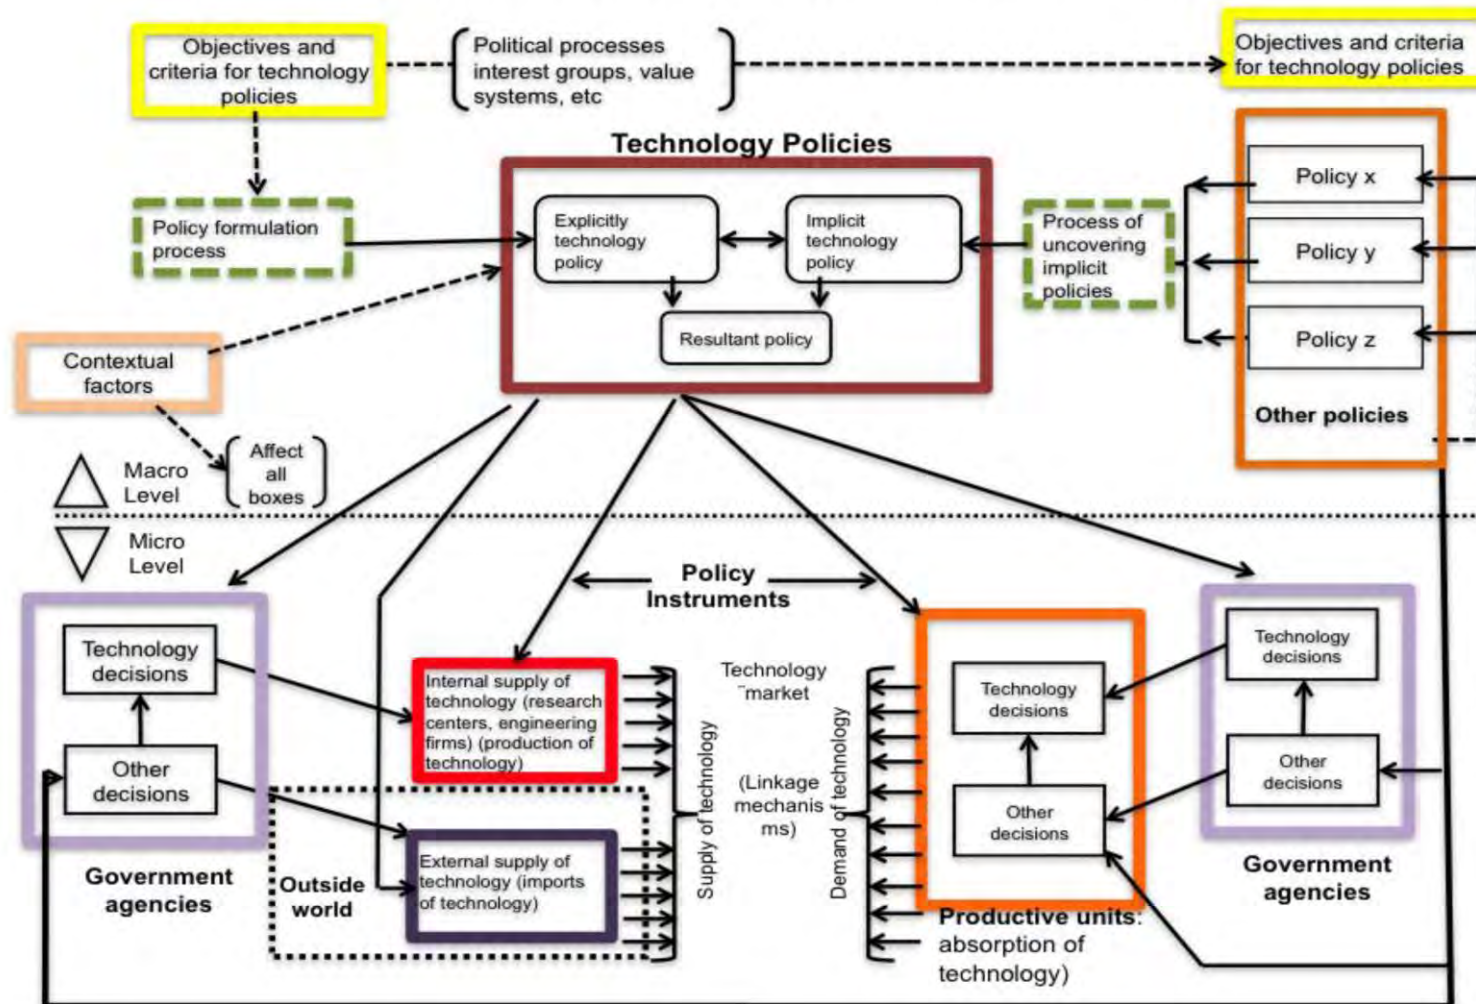 Objectives and
criteria for technology
policies
Political processes
interest groups, value
systems, etc
Objectives and criteria
for technology policies
Technology Policies
Policy formulation
process
Explicitly
technology
policy
Implicit
technology
policy
Resultant policy
Process of
uncovering
implicit
policies
Policy x
Policy y
Policy z
Other policies
Contextual
factors
Affect
all
boxes
Macro
Level
Micro
Level
Policy
Instruments
Technology
decisions
Other
decisions
Government
agencies
Internal supply of
technology (research
centers, engineering
firms) (production of
technology)
External supply of
technology (imports
of technology)
Outside
world
Supply of technology
Technology
market
(Linkage
mechanis
ms)
Demand of technology
Technology
decisions
Other
decisions
Productive units:
absorption of
technology)
Technology
decisions
Other
decisions
Government
agencies